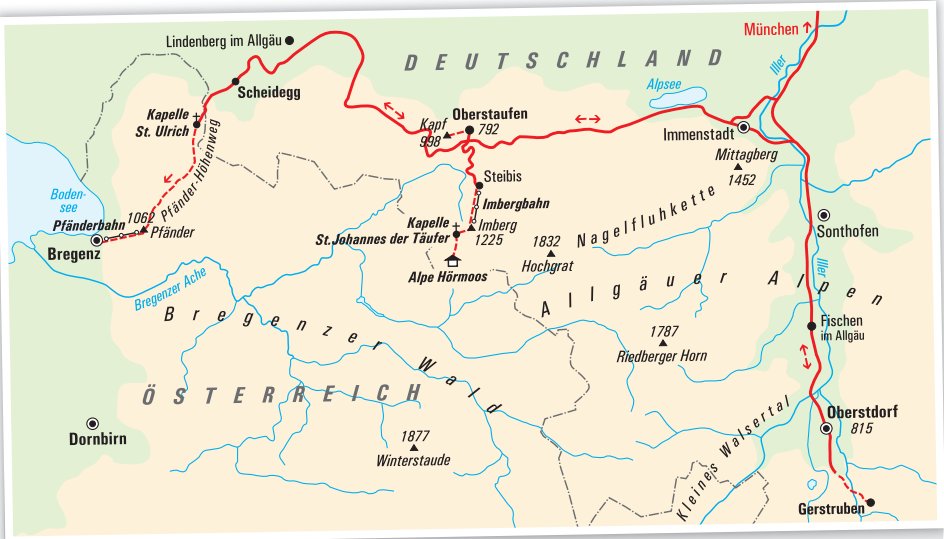 München ↑
Lindenberg im Allgäu
DEUTSCHLAND
Iller
Alpsee
Scheidegg
Kapelle
St. Ulrich
Oberstaufen
792
Kapf
998
Immenstadt
Mittagberg
1452
Pfänder-Höhenweg
Steibis
Boden-
see
Imbergbahn
Nagelfluhkette
Pfänderbahn
1062
Pfänder
Kapelle
St.Johannes der Täufer
Imberg
1225
Sonthofen
Bregenz
1832
Hochgrat
Iller
Alpe Hörmoos
Bregenzer Ache
Allgäuer Alpen
Bregenzer Wald
Fischen
im Allgäu
1787
Riedberger Horn
ÖSTERREICH
Kleines Walsertal
Oberstdorf
815
Dornbirn
1877
Winterstaude
Gerstruben